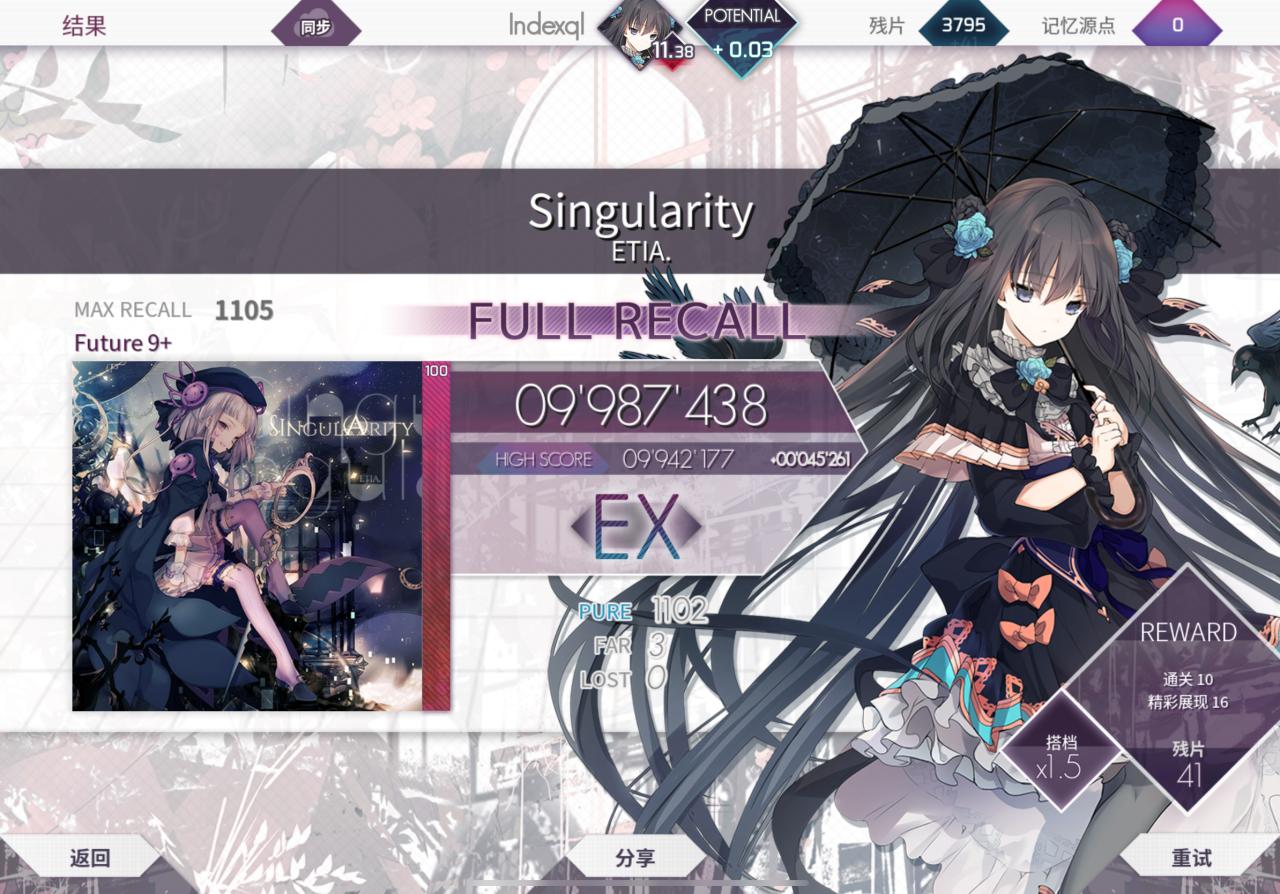 结果
同步
Indexql
11.38
POTENTIAL
+ 0.03
残片
3795
记忆源点
0
Singularity
ETIA.
MAX RECALL 1105
FULL RECALL
Future 9+
100
SINGULARITY
ETIA.
09'987'438
HIGH SCORE 09'942'177 +00'045'261
EX
PURE 1102
FAR 3
LOST 0
REWARD
通关 10
精彩展现 16
残片
41
搭档
x1.5
返回
分享
重试